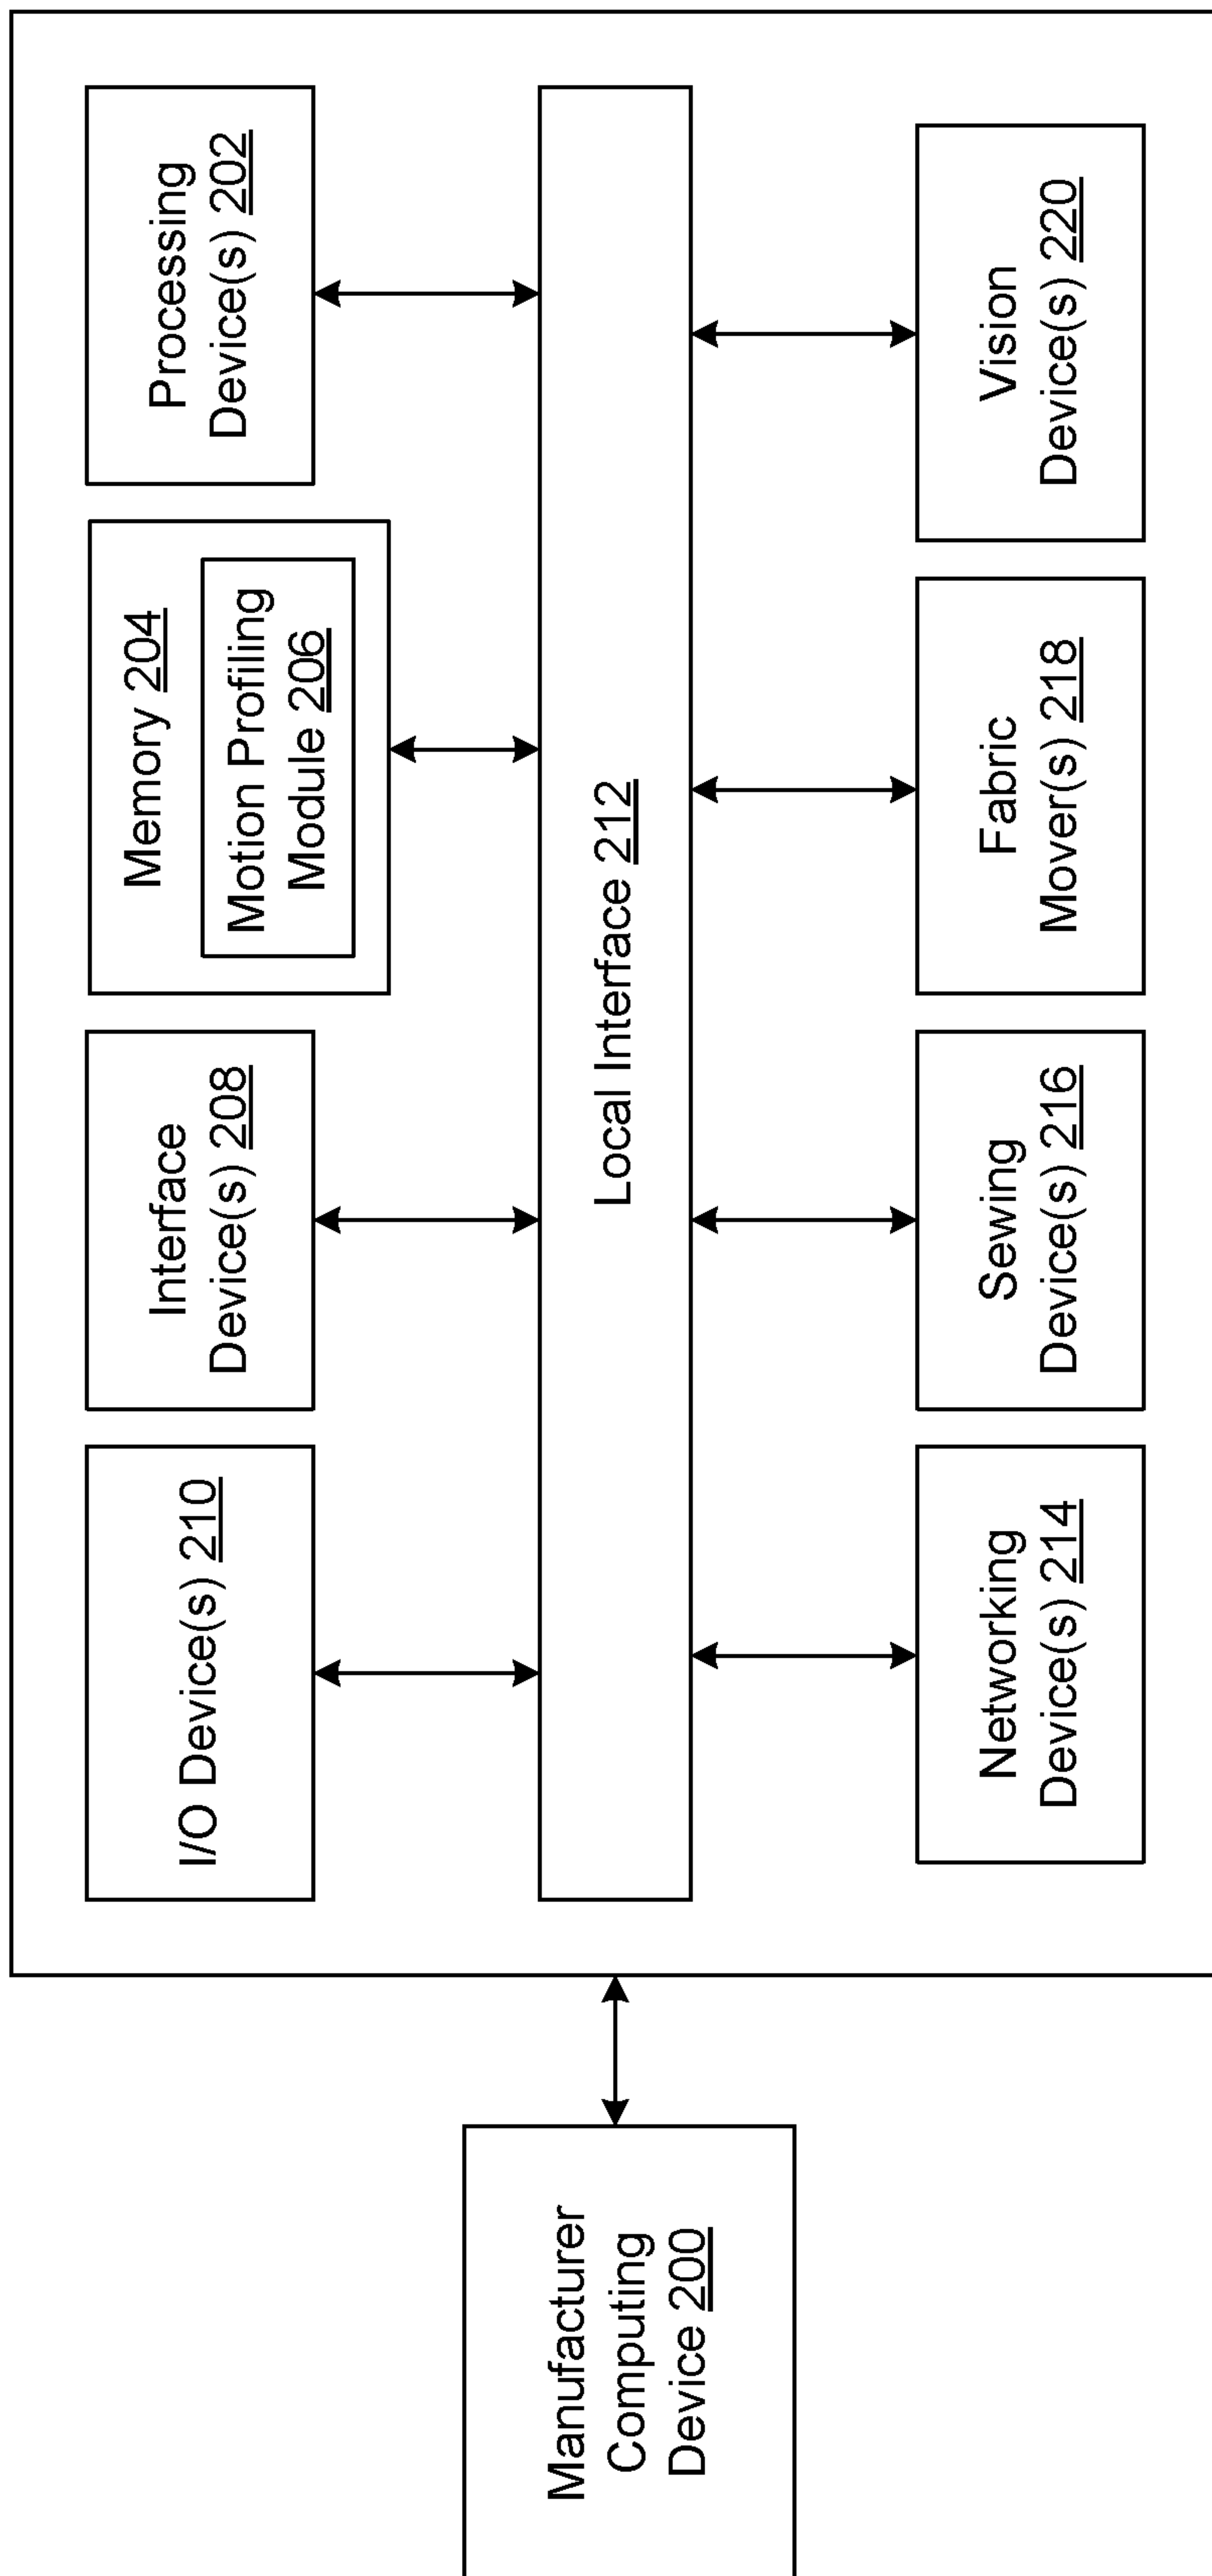 Manufacturer
Computing
Device 200
I/O Device(s) 210
Interface
Device(s) 208
Memory 204
Motion Profiling
Module 206
Processing
Device(s) 202
Local Interface 212
Networking
Device(s) 214
Sewing
Device(s) 216
Fabric
Mover(s) 218
Vision
Device(s) 220